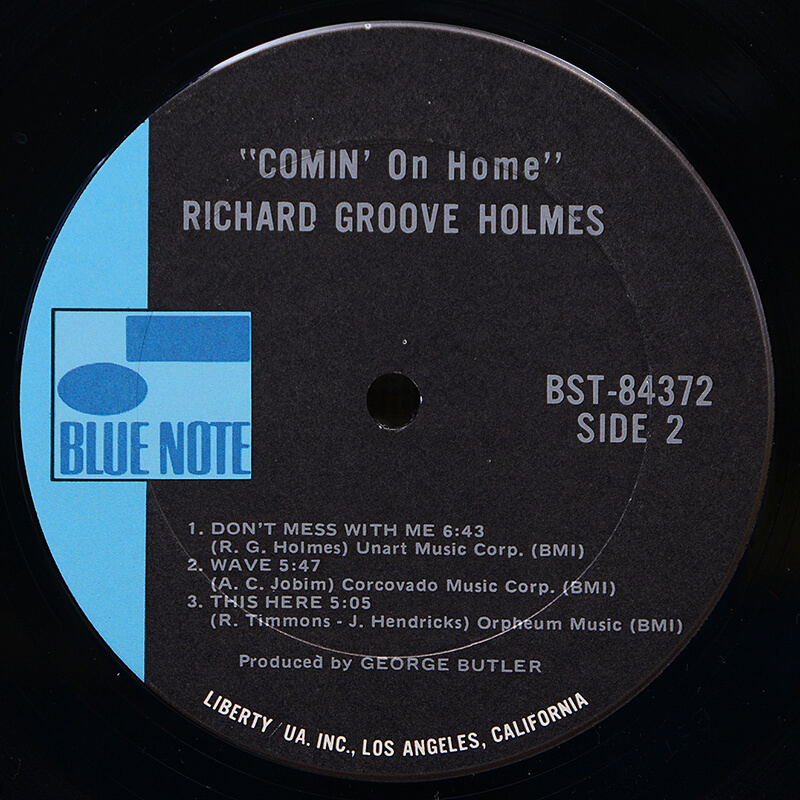 "COMIN' On Home"
RICHARD GROOVE HOLMES
BLUE NOTE
BST-84372
SIDE 2
1. DON'T MESS WITH ME 6:43
(R. G. Holmes) Unart Music Corp. (BMI)
2. WAVE 5:47
(A. C. Jobim) Corcovado Music Corp. (BMI)
3. THIS HERE 5:05
(R. Timmons - J. Hendricks) Orpheum Music (BMI)
Produced by GEORGE BUTLER
LIBERTY/UA. INC., LOS ANGELES, CALIFORNIA